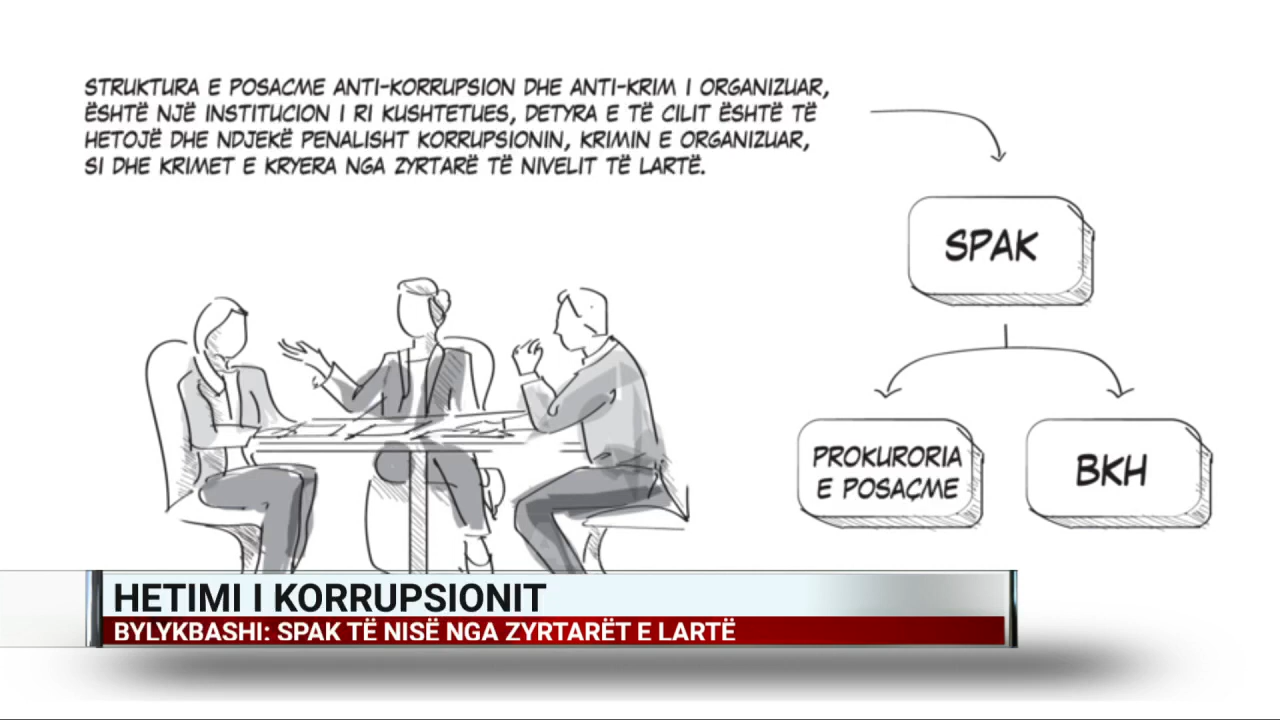 STRUKTURA E POSACME ANTI-KORRUPSION DHE ANTI-KRIM I ORGANIZUAR,
ËSHTË NJË INSTITUCION I RI KUSHTETUES, DETYRA E TË CILIT ËSHTË TË
HETOJË DHE NDJEKË PENALISHT KORRUPSIONIN, KRIMIN E ORGANIZUAR,
SI DHE KRIMET E KRYERA NGA ZYRTARË TË NIVELIT TË LARTË.
SPAK
PROKURORIA
E POSAÇME
BKH
HETIMI I KORRUPSIONIT
BYLYKBASHI: SPAK TË NISË NGA ZYRTARËT E LARTË